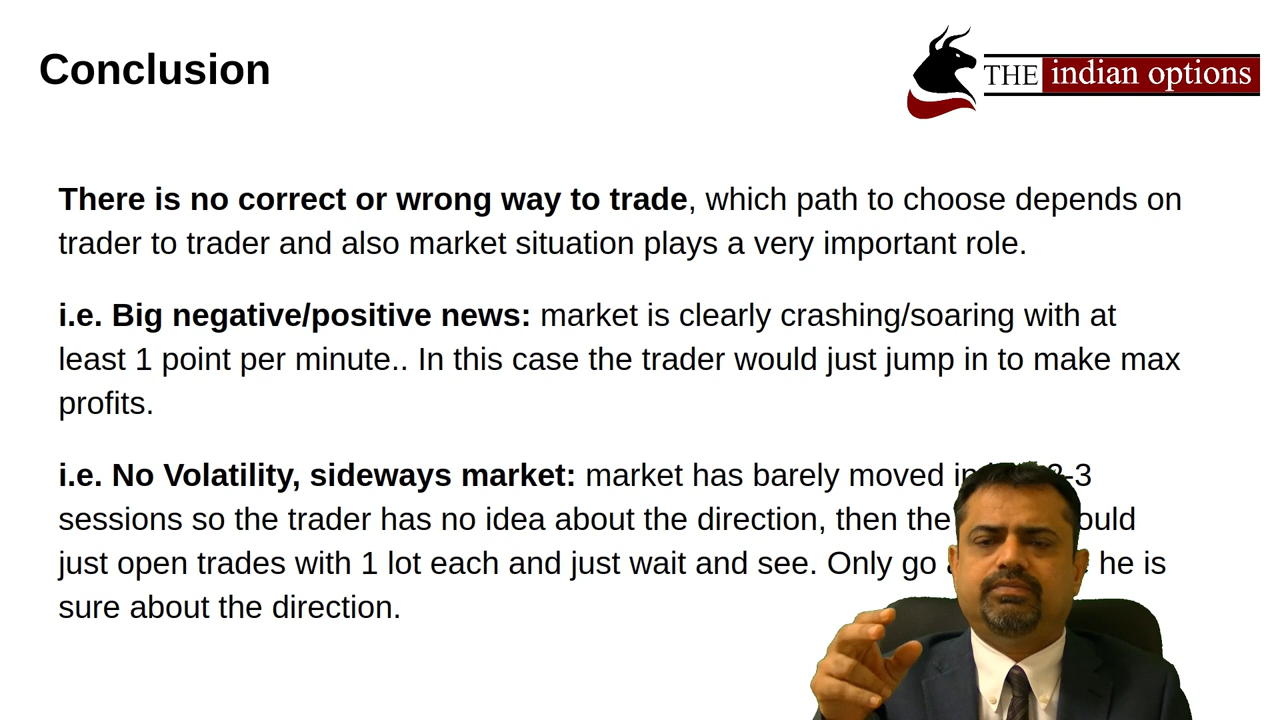 Conclusion
THE indian options
There is no correct or wrong way to trade, which path to choose depends on
trader to trader and also market situation plays a very important role.
i.e. Big negative/positive news: market is clearly crashing/soaring with at
least 1 point per minute.. In this case the trader would just jump in to make max
profits.
i.e. No Volatility, sideways market: market has barely moved in 2-3
sessions so the trader has no idea about the direction, then the
just open trades with 1 lot each and just wait and see. Only go he is
sure about the direction.